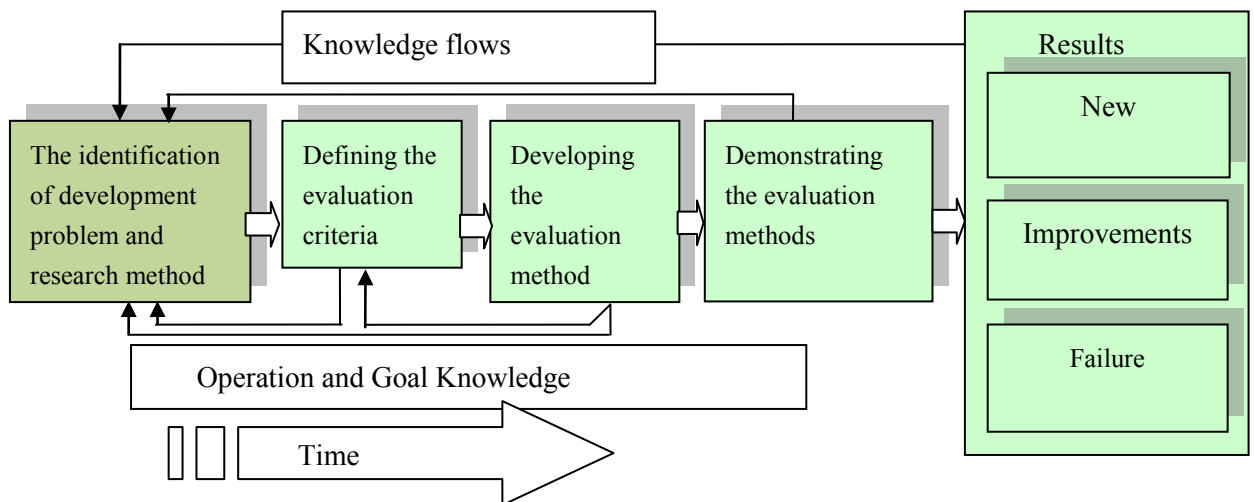 Knowledge flows
Results
New
Improvements
Failure
The identification
of development
problem and
research method
Defining the
evaluation
criteria
Developing
the
evaluation
method
Demonstrating
the evaluation
methods
Operation and Goal Knowledge
Time